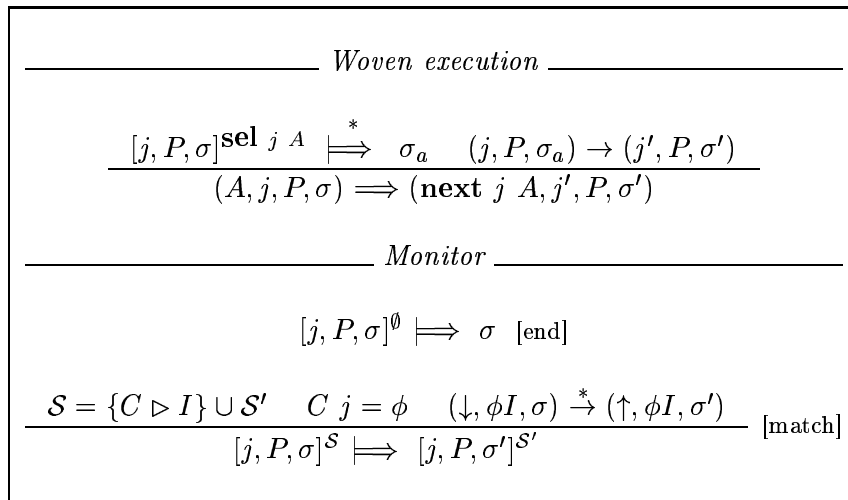 Woven execution
[j, P, σ]^{sel j A} ⊨⇒^* σ_a (j, P, σ_a) → (j′, P, σ′)
(A, j, P, σ) ⟹ (next j A, j′, P, σ′)
Monitor
[j, P, σ]^∅ ⊨⇒ σ [end]
𝒮 = {C ▷ I} ∪ 𝒮′ C j = ϕ (↓, ϕI, σ) →^* (↑, ϕI, σ′)
[match]
[j, P, σ]^𝒮 ⊨⇒ [j, P, σ′]^{𝒮′}